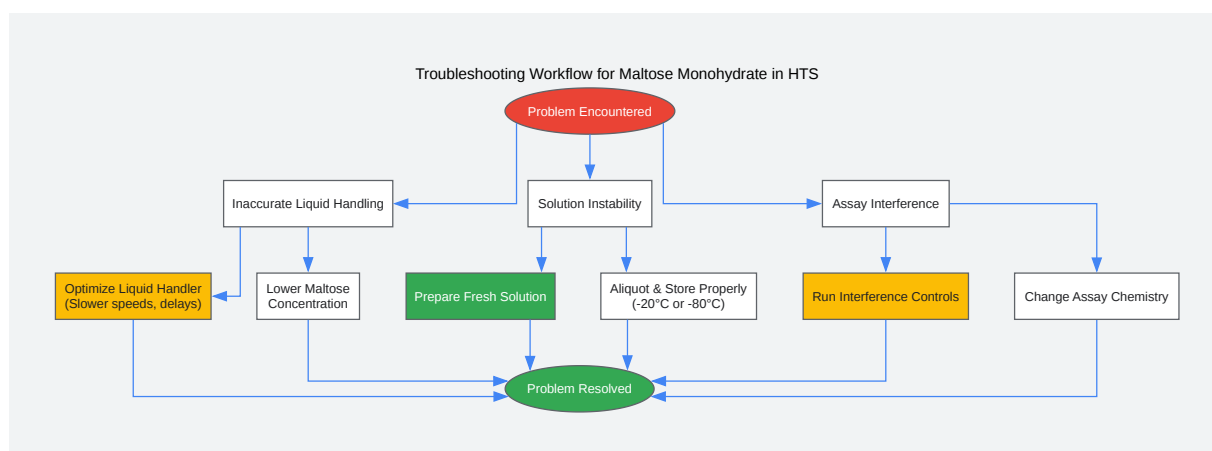 Troubleshooting Workflow for Maltose Monohydrate in HTS
Problem Encountered
Inaccurate Liquid Handling
Solution Instability
Assay Interference
Optimize Liquid Handler
(Slower speeds, delays)
Lower Maltose
Concentration
Prepare Fresh Solution
Aliquot & Store Properly
(-20°C or -80°C)
Run Interference Controls
Change Assay Chemistry
Problem Resolved